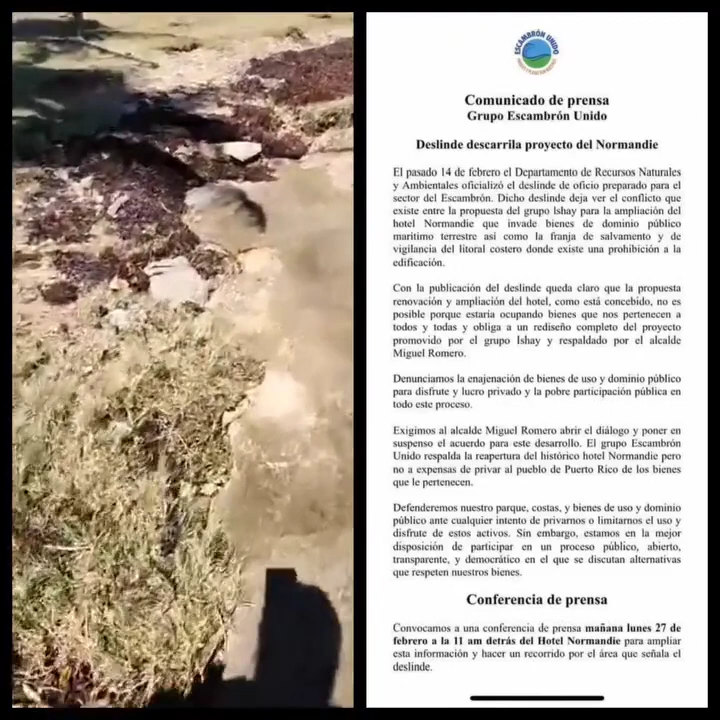 ESCAMBRÓN UNIDO
Comunicado de prensa
Grupo Escambrón Unido
Deslinde descarrila proyecto del Normandie
El pasado 14 de febrero el Departamento de Recursos Naturales
y Ambientales oficializó el deslinde de oficio preparado para el
sector del Escambrón. Dicho deslinde deja ver el conflicto que
existe entre la propuesta del grupo Ishay para la ampliación del
hotel Normandie que invade bienes de dominio público
marítimo terrestre así como la franja de salvamento y de
vigilancia del litoral costero donde existe una prohibición a la
edificación.
Con la publicación del deslinde queda claro que la propuesta
renovación y ampliación del hotel, como está concebido, no es
posible porque estaría ocupando bienes que nos pertenecen a
todos y todas y obliga a un rediseño completo del proyecto
promovido por el grupo Ishay y respaldado por el alcalde
Miguel Romero.
Denunciamos la enajenación de bienes de uso y dominio público
para disfrute y lucro privado y la pobre participación pública en
todo este proceso.
Exigimos al alcalde Miguel Romero abrir el diálogo y poner en
suspenso el acuerdo para este desarrollo. El grupo Escambrón
Unido respalda la reapertura del histórico hotel Normandie pero
no a expensas de privar al pueblo de Puerto Rico de los bienes
que le pertenecen.
Defenderemos nuestro parque, costas, y bienes de uso y dominio
público ante cualquier intento de privarnos o limitarnos el uso y
disfrute de estos activos. Sin embargo, estamos en la mejor
disposición de participar en un proceso público, abierto,
transparente, y democrático en el que se discutan alternativas
que respeten nuestros bienes.
Conferencia de prensa
Convocamos a una conferencia de prensa mañana lunes 27 de
febrero a la 11 am detrás del Hotel Normandie para ampliar
esta información y hacer un recorrido por el área que señala el
deslinde.